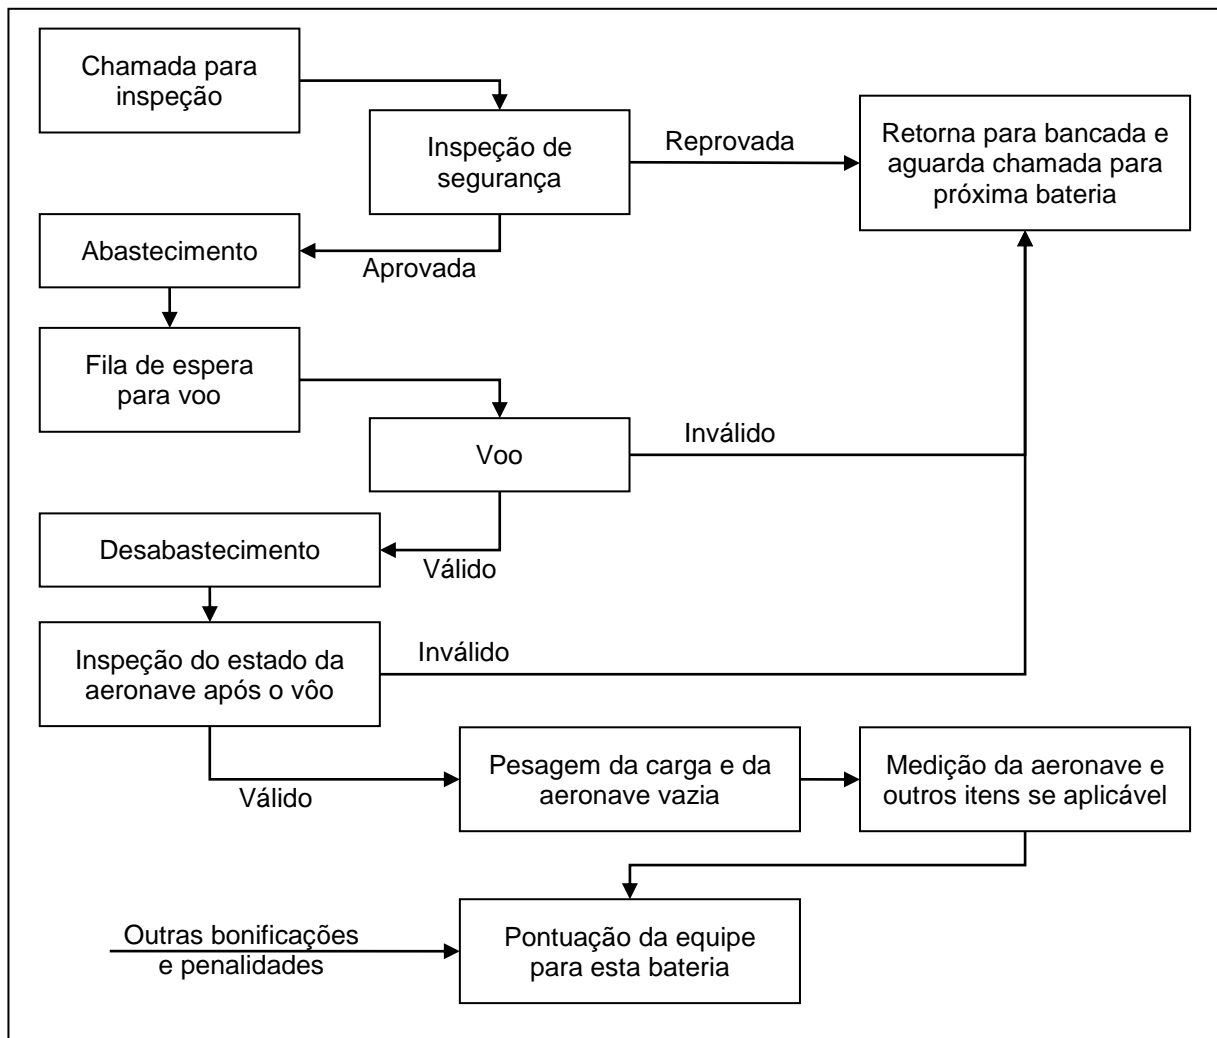 Chamada para
inspeção
Inspeção de
segurança
Reprovada
Retorna para bancada e
aguarda chamada para
próxima bateria
Abastecimento
Aprovada
Fila de espera
para voo
Voo
Inválido
Desabastecimento
Válido
Inspeção do estado da
aeronave após o vôo
Inválido
Válido
Pesagem da carga e da
aeronave vazia
Medição da aeronave e
outros itens se aplicável
Outras bonificações
e penalidades
Pontuação da equipe
para esta bateria